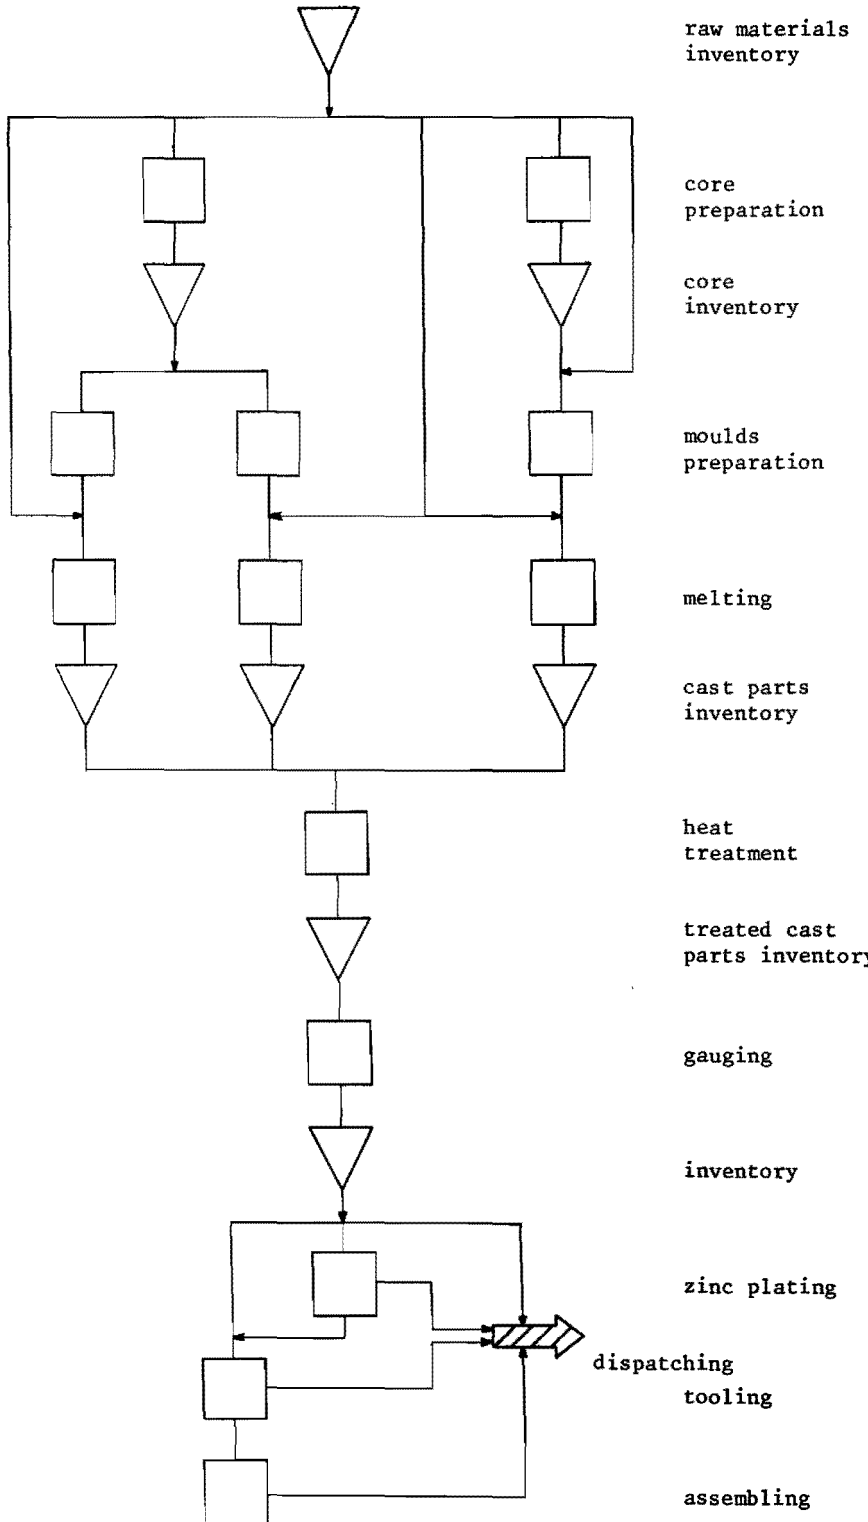 raw materials
inventory
core
preparation
core
inventory
moulds
preparation
melting
cast parts
inventory
heat
treatment
treated cast
parts inventory
gauging
inventory
zinc plating
dispatching
tooling
assembling